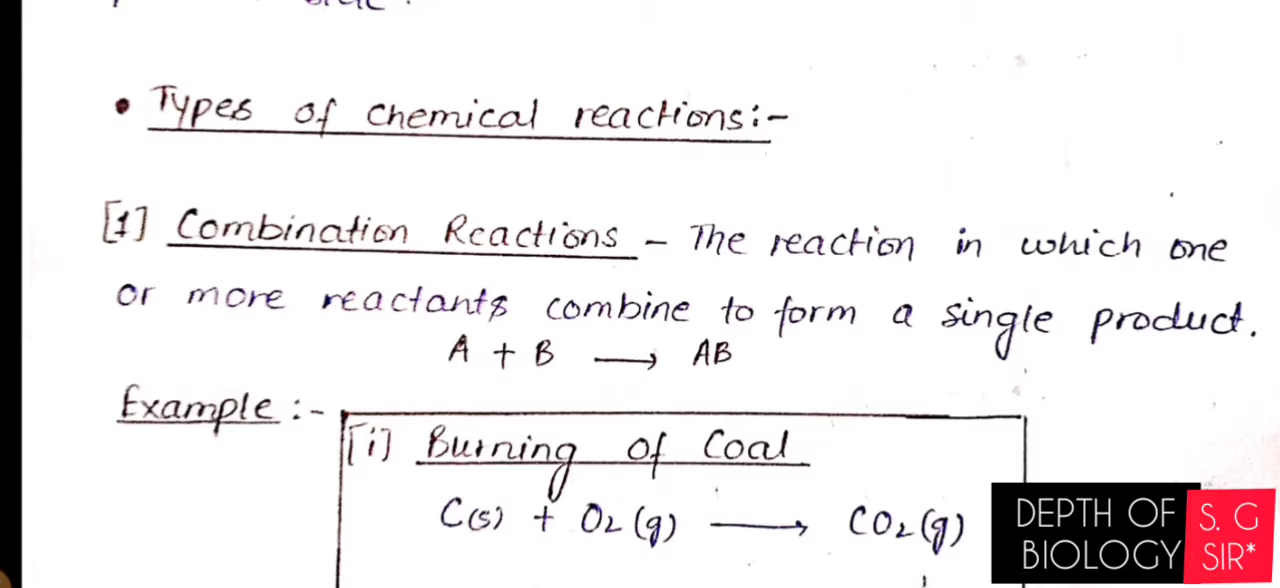 • Types of chemical reactions:-
[1] Combination Reactions - The reaction in which one
or more reactants combine to form a single product.
A + B ⟶ AB
Example :-
[i] Burning of Coal
C(s) + O₂(g) ⟶ CO₂(g)
DEPTH OF BIOLOGY
S. G SIR*